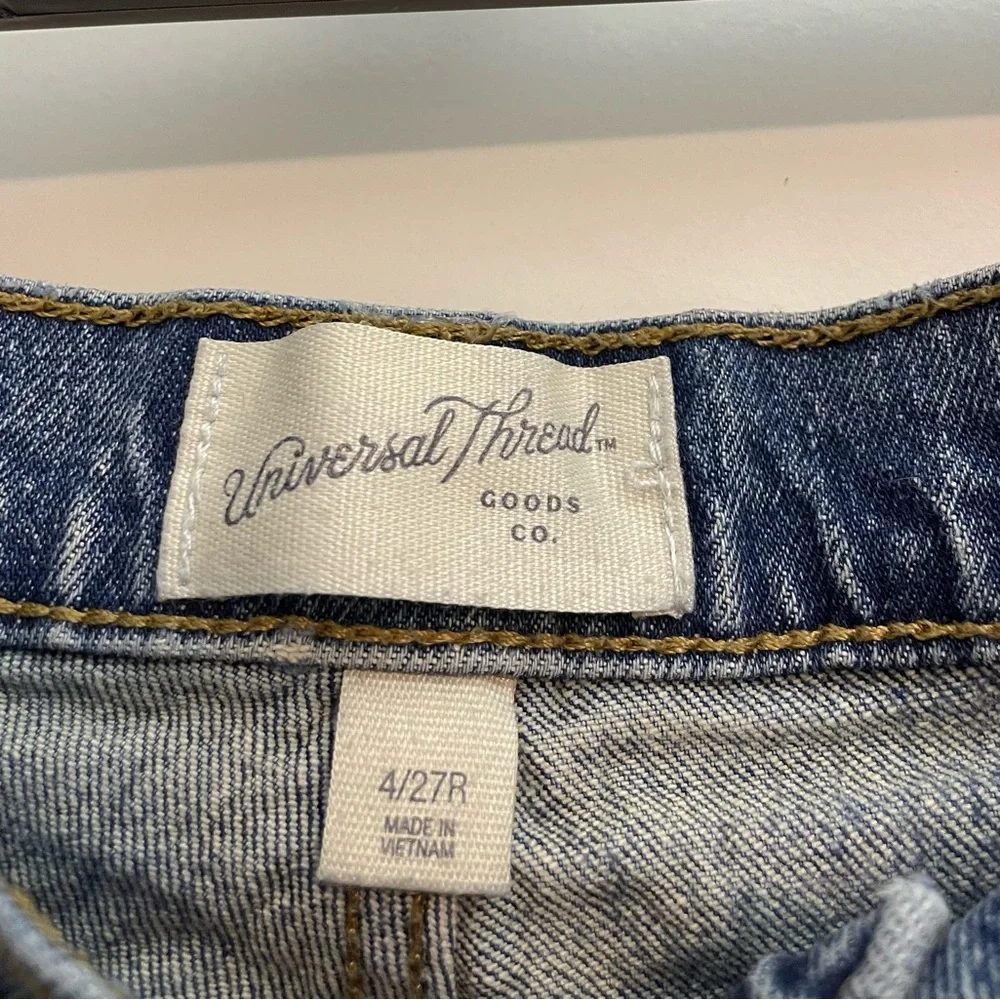 Universal Thread™
GOODS
CO.
4/27R
MADE IN
VIETNAM